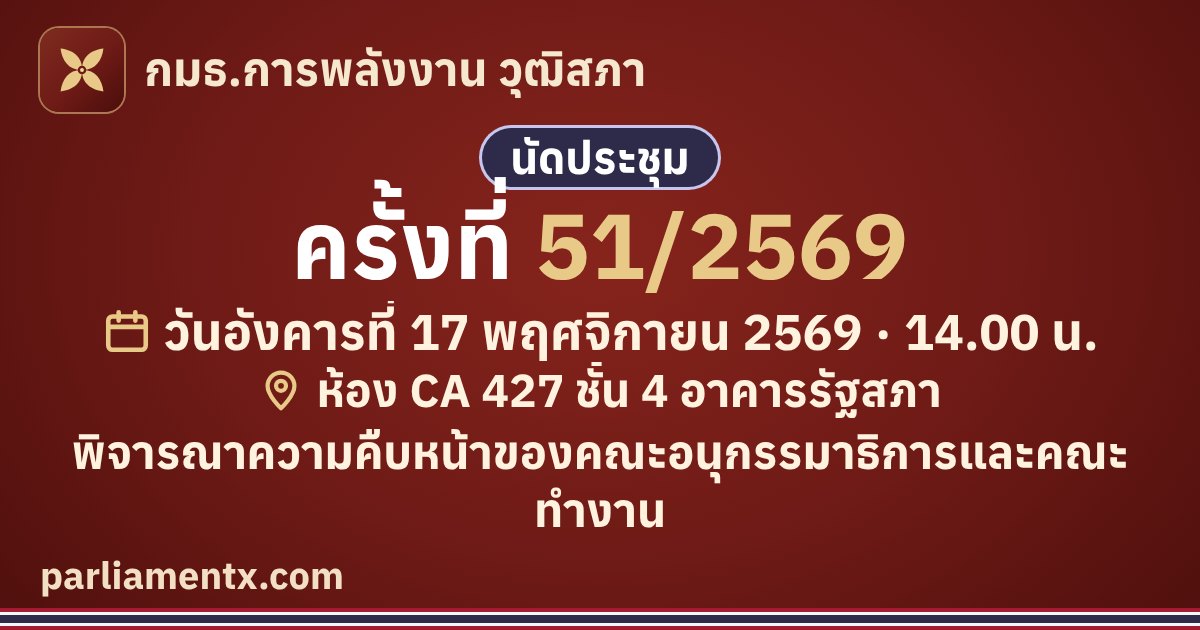 กมธ.การพลังงาน วุฒิสภา
นัดประชุม
ครั้งที่ 51/2569
วันอังคารที่ 17 พฤศจิกายน 2569 · 14.00 น.
ห้อง CA 427 ชั้น 4 อาคารรัฐสภา
พิจารณาความคืบหน้าของคณะอนุกรรมาธิการและคณะ
ทำงาน
parliamentx.com